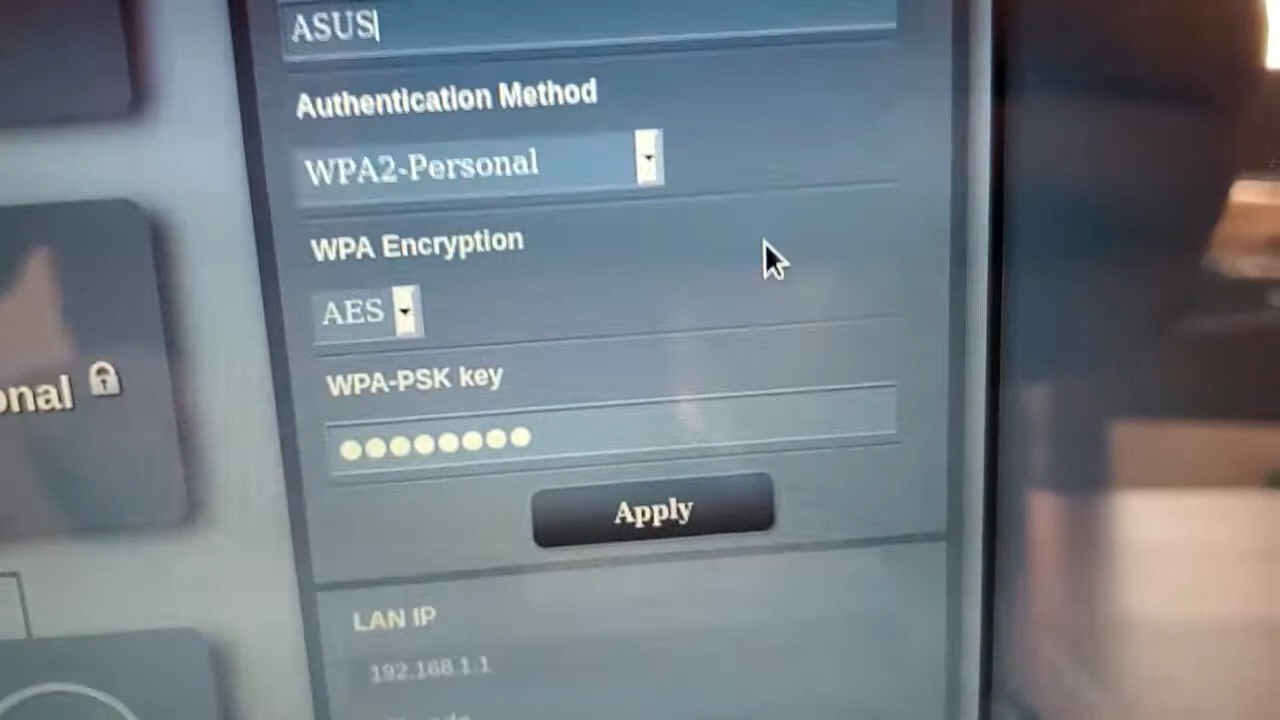 ASUS
Authentication Method
WPA2-Personal
WPA Encryption
AES
onal
WPA-PSK key
Apply
LAN IP
192.168.1.1